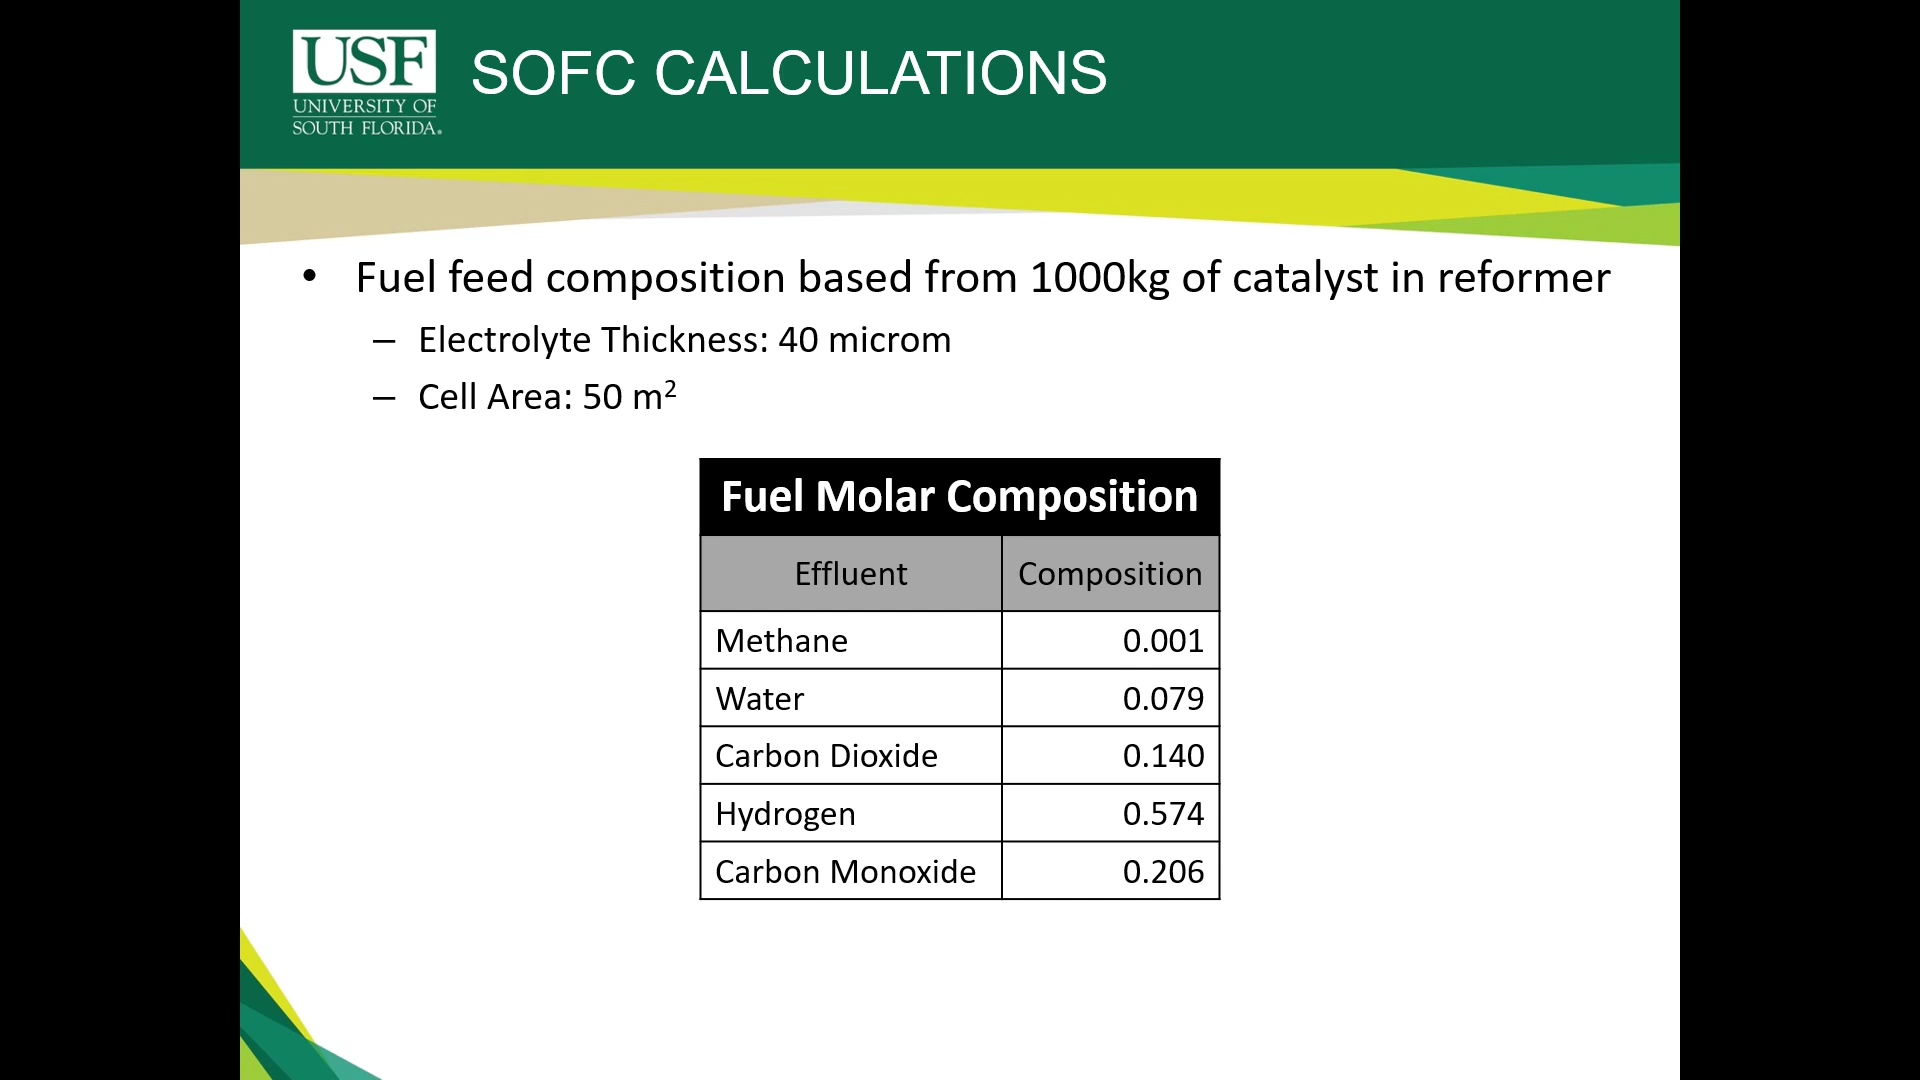 USF
UNIVERSITY OF
SOUTH FLORIDA®
SOFC CALCULATIONS
• Fuel feed composition based from 1000kg of catalyst in reformer
– Electrolyte Thickness: 40 microm
– Cell Area: 50 m²
Fuel Molar Composition
Effluent Composition
Methane 0.001
Water 0.079
Carbon Dioxide 0.140
Hydrogen 0.574
Carbon Monoxide 0.206